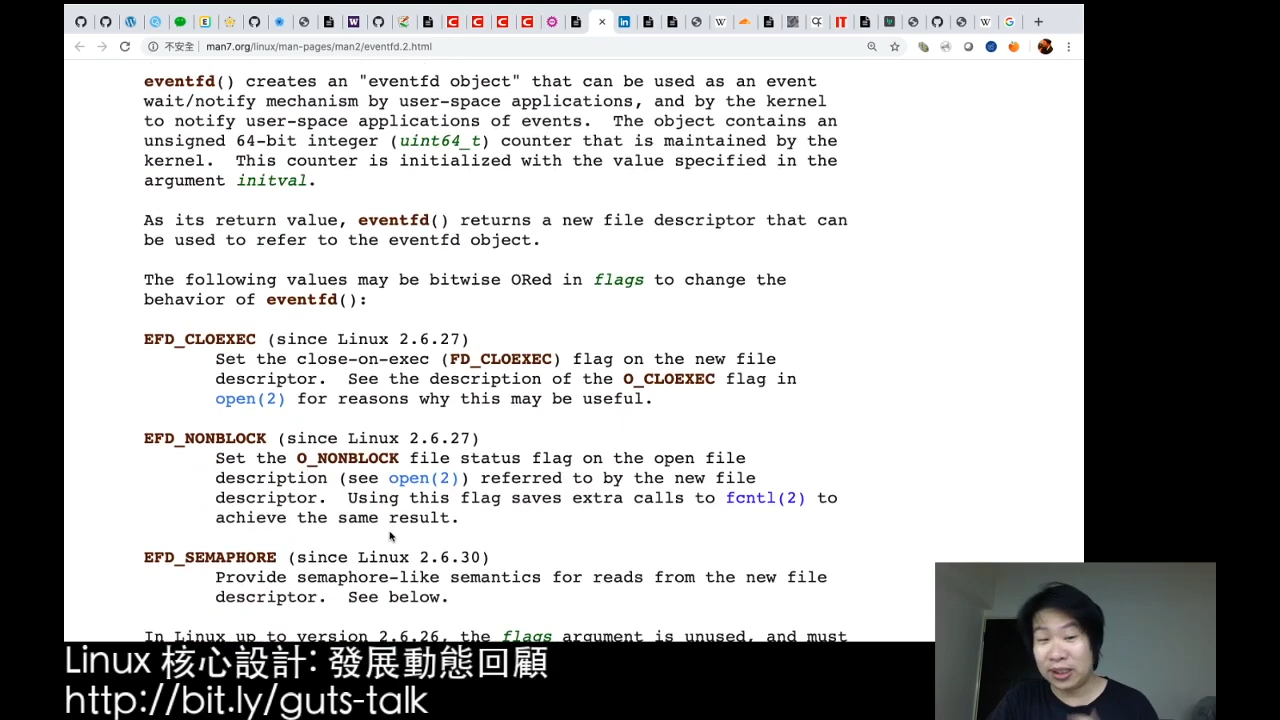 不安全 | man7.org/linux/man-pages/man2/eventfd.2.html
eventfd() creates an "eventfd object" that can be used as an event
wait/notify mechanism by user-space applications, and by the kernel
to notify user-space applications of events.  The object contains an
unsigned 64-bit integer (uint64_t) counter that is maintained by the
kernel.  This counter is initialized with the value specified in the
argument initval.
As its return value, eventfd() returns a new file descriptor that can
be used to refer to the eventfd object.
The following values may be bitwise ORed in flags to change the
behavior of eventfd():
EFD_CLOEXEC (since Linux 2.6.27)
Set the close-on-exec (FD_CLOEXEC) flag on the new file
descriptor.  See the description of the O_CLOEXEC flag in
open(2) for reasons why this may be useful.
EFD_NONBLOCK (since Linux 2.6.27)
Set the O_NONBLOCK file status flag on the open file
description (see open(2)) referred to by the new file
descriptor.  Using this flag saves extra calls to fcntl(2) to
achieve the same result.
EFD_SEMAPHORE (since Linux 2.6.30)
Provide semaphore-like semantics for reads from the new file
descriptor.  See below.
In Linux up to version 2.6.26, the flags argument is unused, and must
Linux 核心設計: 發展動態回顧
http://bit.ly/guts-talk